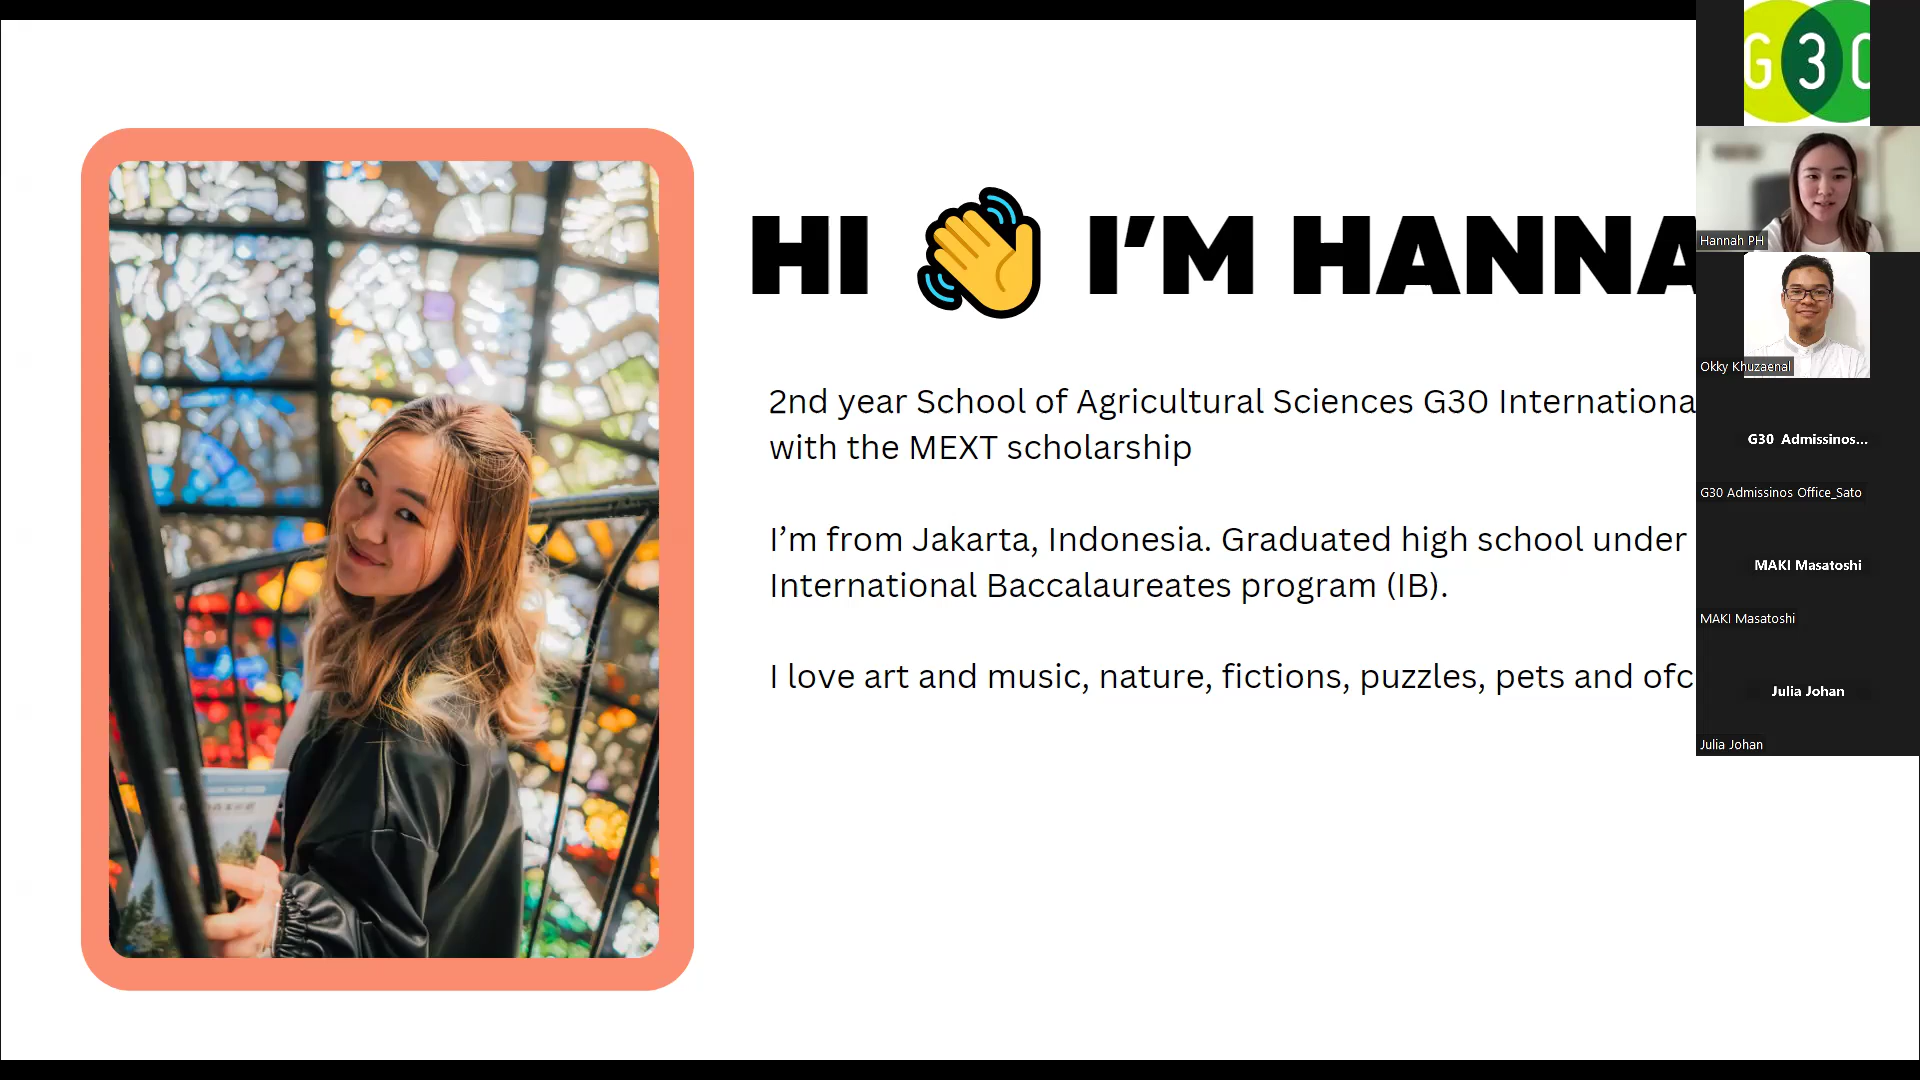 HI 👋 I'M HANNA
2nd year School of Agricultural Sciences G30 Internationa
with the MEXT scholarship
I'm from Jakarta, Indonesia. Graduated high school under
International Baccalaureates program (IB).
I love art and music, nature, fictions, puzzles, pets and ofc
G30
Hannah PH
Okky Khuzaenal
G30 Admissinos...
G30 Admissinos Office_Sato
MAKI Masatoshi
MAKI Masatoshi
Julia Johan
Julia Johan